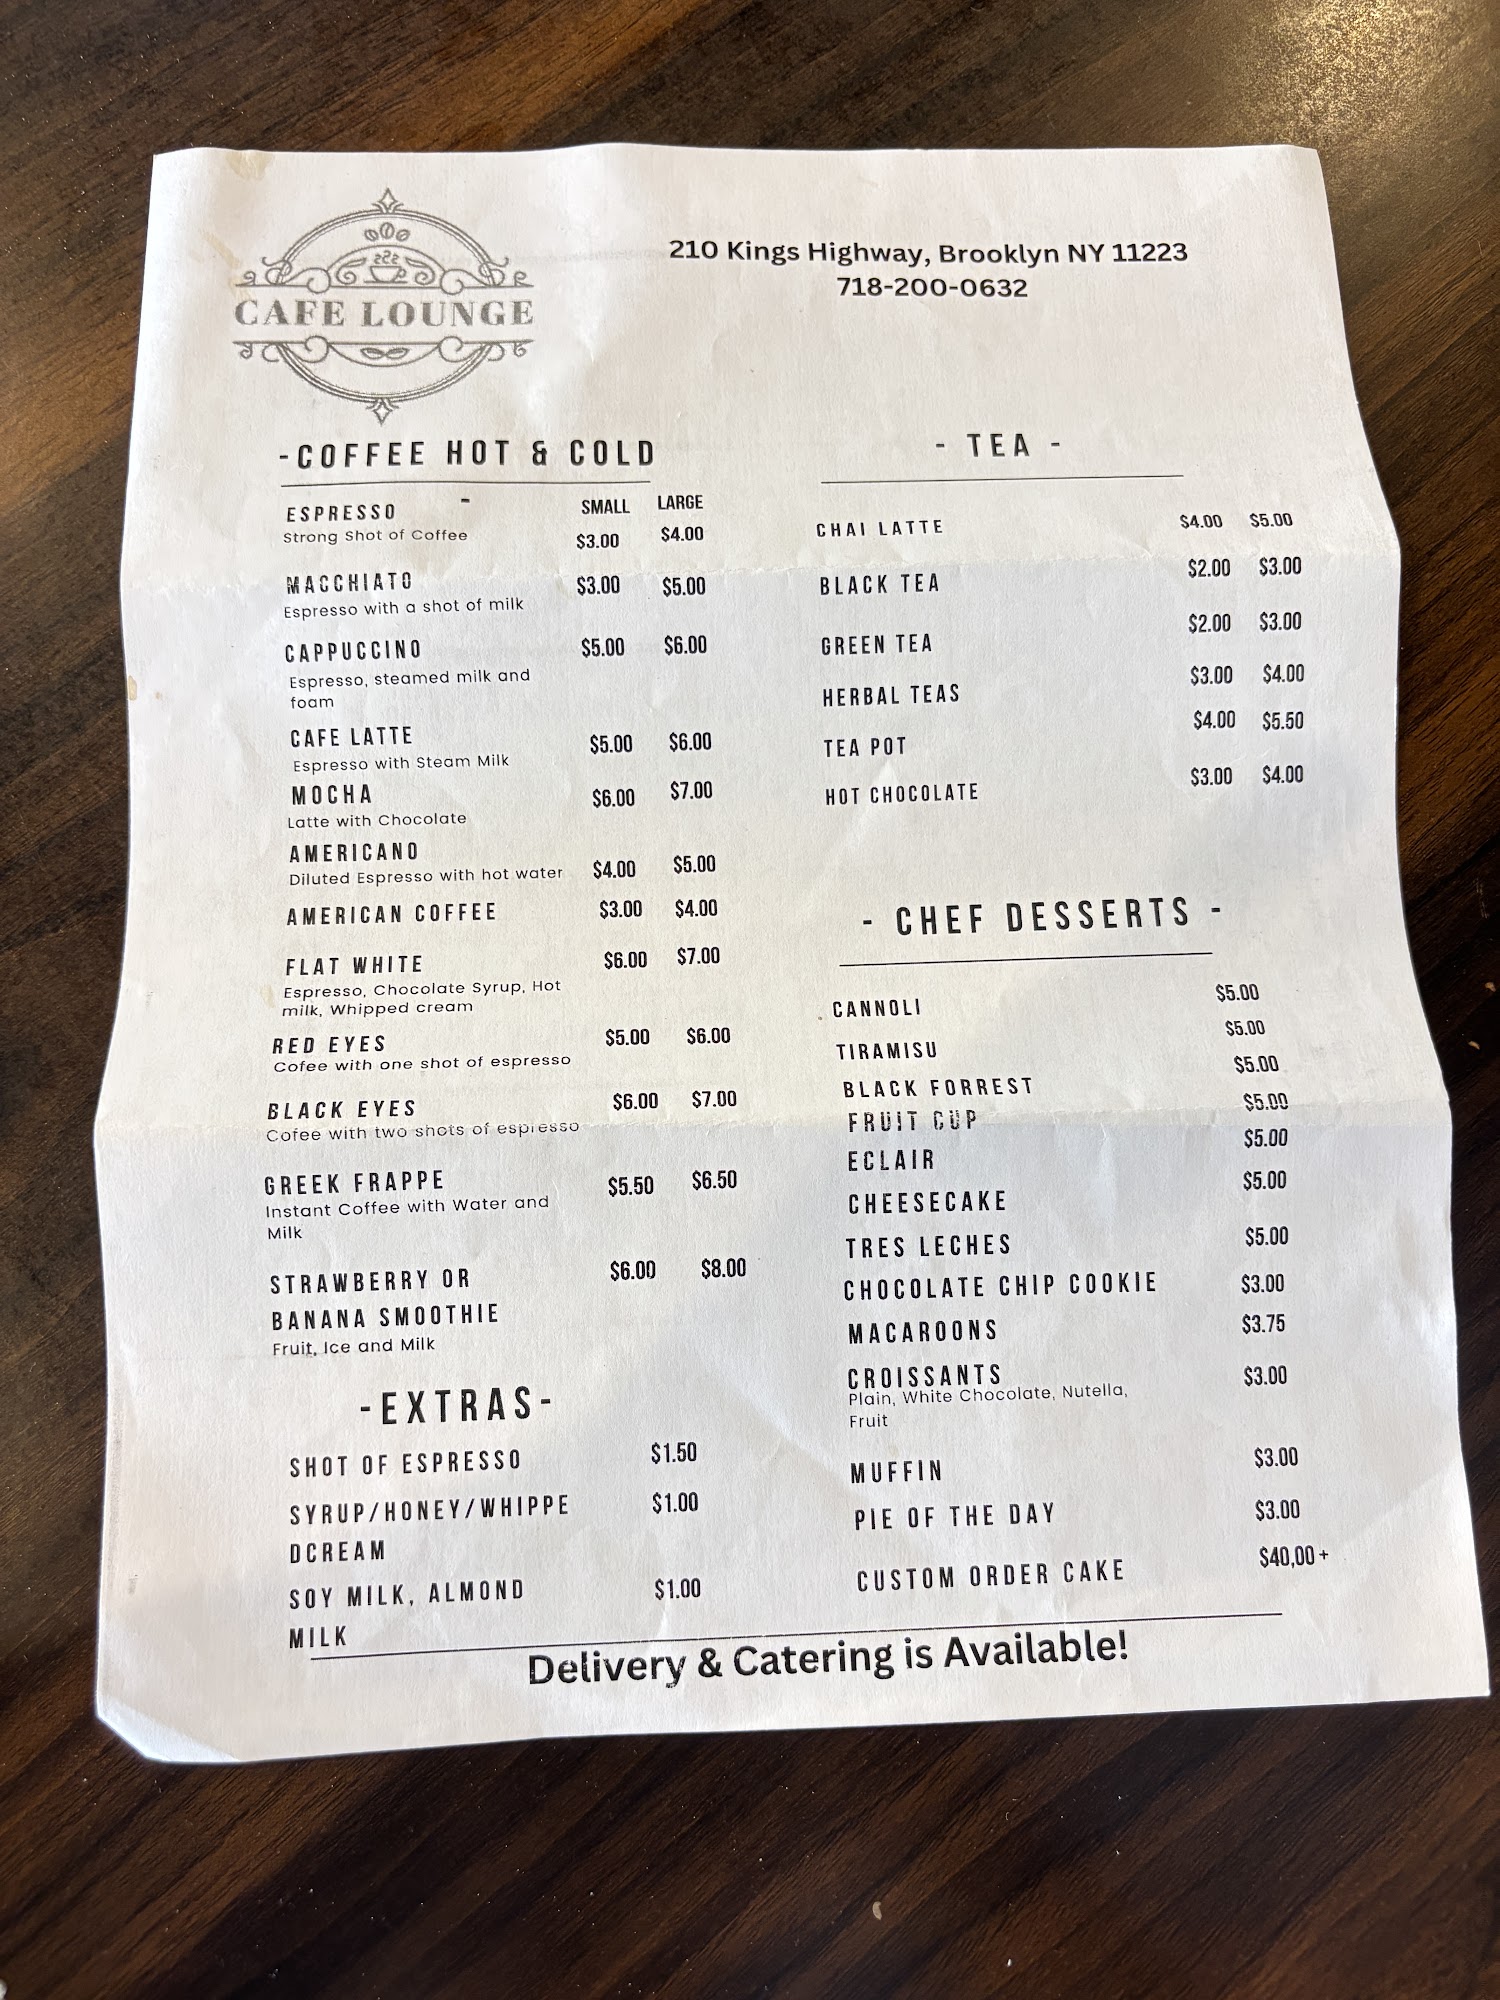 CAFE LOUNGE
210 Kings Highway, Brooklyn NY 11223
718-200-0632
-COFFEE HOT & COLD
SMALL LARGE
ESPRESSO - $3.00 $4.00
Strong Shot of Coffee
MACCHIATO $3.00 $5.00
Espresso with a shot of milk
CAPPUCCINO $5.00 $6.00
Espresso, steamed milk and
foam
CAFE LATTE $5.00 $6.00
Espresso with Steam Milk
MOCHA $6.00 $7.00
Latte with Chocolate
AMERICANO
Diluted Espresso with hot water $4.00 $5.00
AMERICAN COFFEE $3.00 $4.00
FLAT WHITE $6.00 $7.00
Espresso, Chocolate Syrup, Hot
milk, Whipped cream
RED EYES $5.00 $6.00
Cofee with one shot of espresso
BLACK EYES $6.00 $7.00
Cofee with two shots of espresso
GREEK FRAPPE $5.50 $6.50
Instant Coffee with Water and
Milk
STRAWBERRY OR $6.00 $8.00
BANANA SMOOTHIE
Fruit, Ice and Milk
-EXTRAS-
SHOT OF ESPRESSO $1.50
SYRUP/HONEY/WHIPPE $1.00
DCREAM
SOY MILK, ALMOND $1.00
MILK
- TEA -
CHAI LATTE $4.00 $5.00
BLACK TEA $2.00 $3.00
GREEN TEA $2.00 $3.00
HERBAL TEAS $3.00 $4.00
TEA POT $4.00 $5.50
HOT CHOCOLATE $3.00 $4.00
- CHEF DESSERTS -
CANNOLI $5.00
TIRAMISU $5.00
BLACK FORREST $5.00
FRUIT CUP $5.00
ECLAIR $5.00
CHEESECAKE $5.00
TRES LECHES $5.00
CHOCOLATE CHIP COOKIE $3.00
MACAROONS $3.75
CROISSANTS $3.00
Plain, White Chocolate, Nutella,
Fruit
MUFFIN $3.00
PIE OF THE DAY $3.00
CUSTOM ORDER CAKE $40,00+
Delivery & Catering is Available!